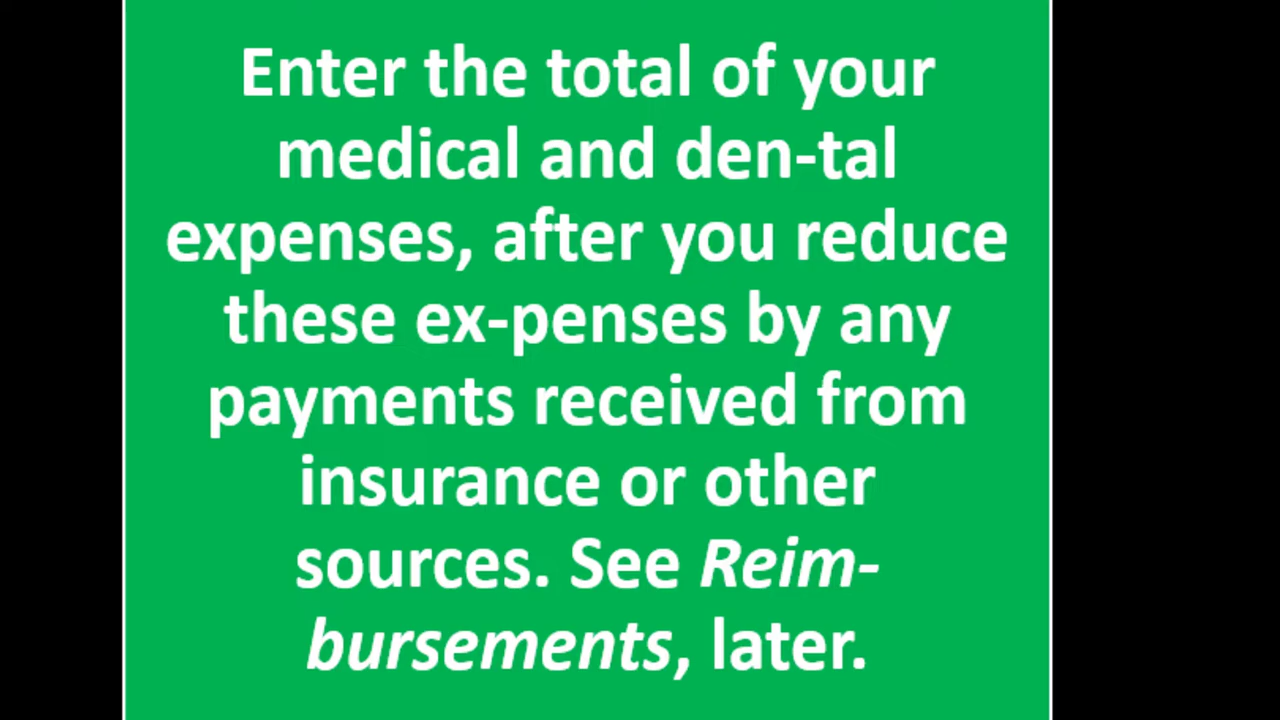 Enter the total of your
medical and den-tal
expenses, after you reduce
these ex-penses by any
payments received from
insurance or other
sources. See Reim-
bursements, later.